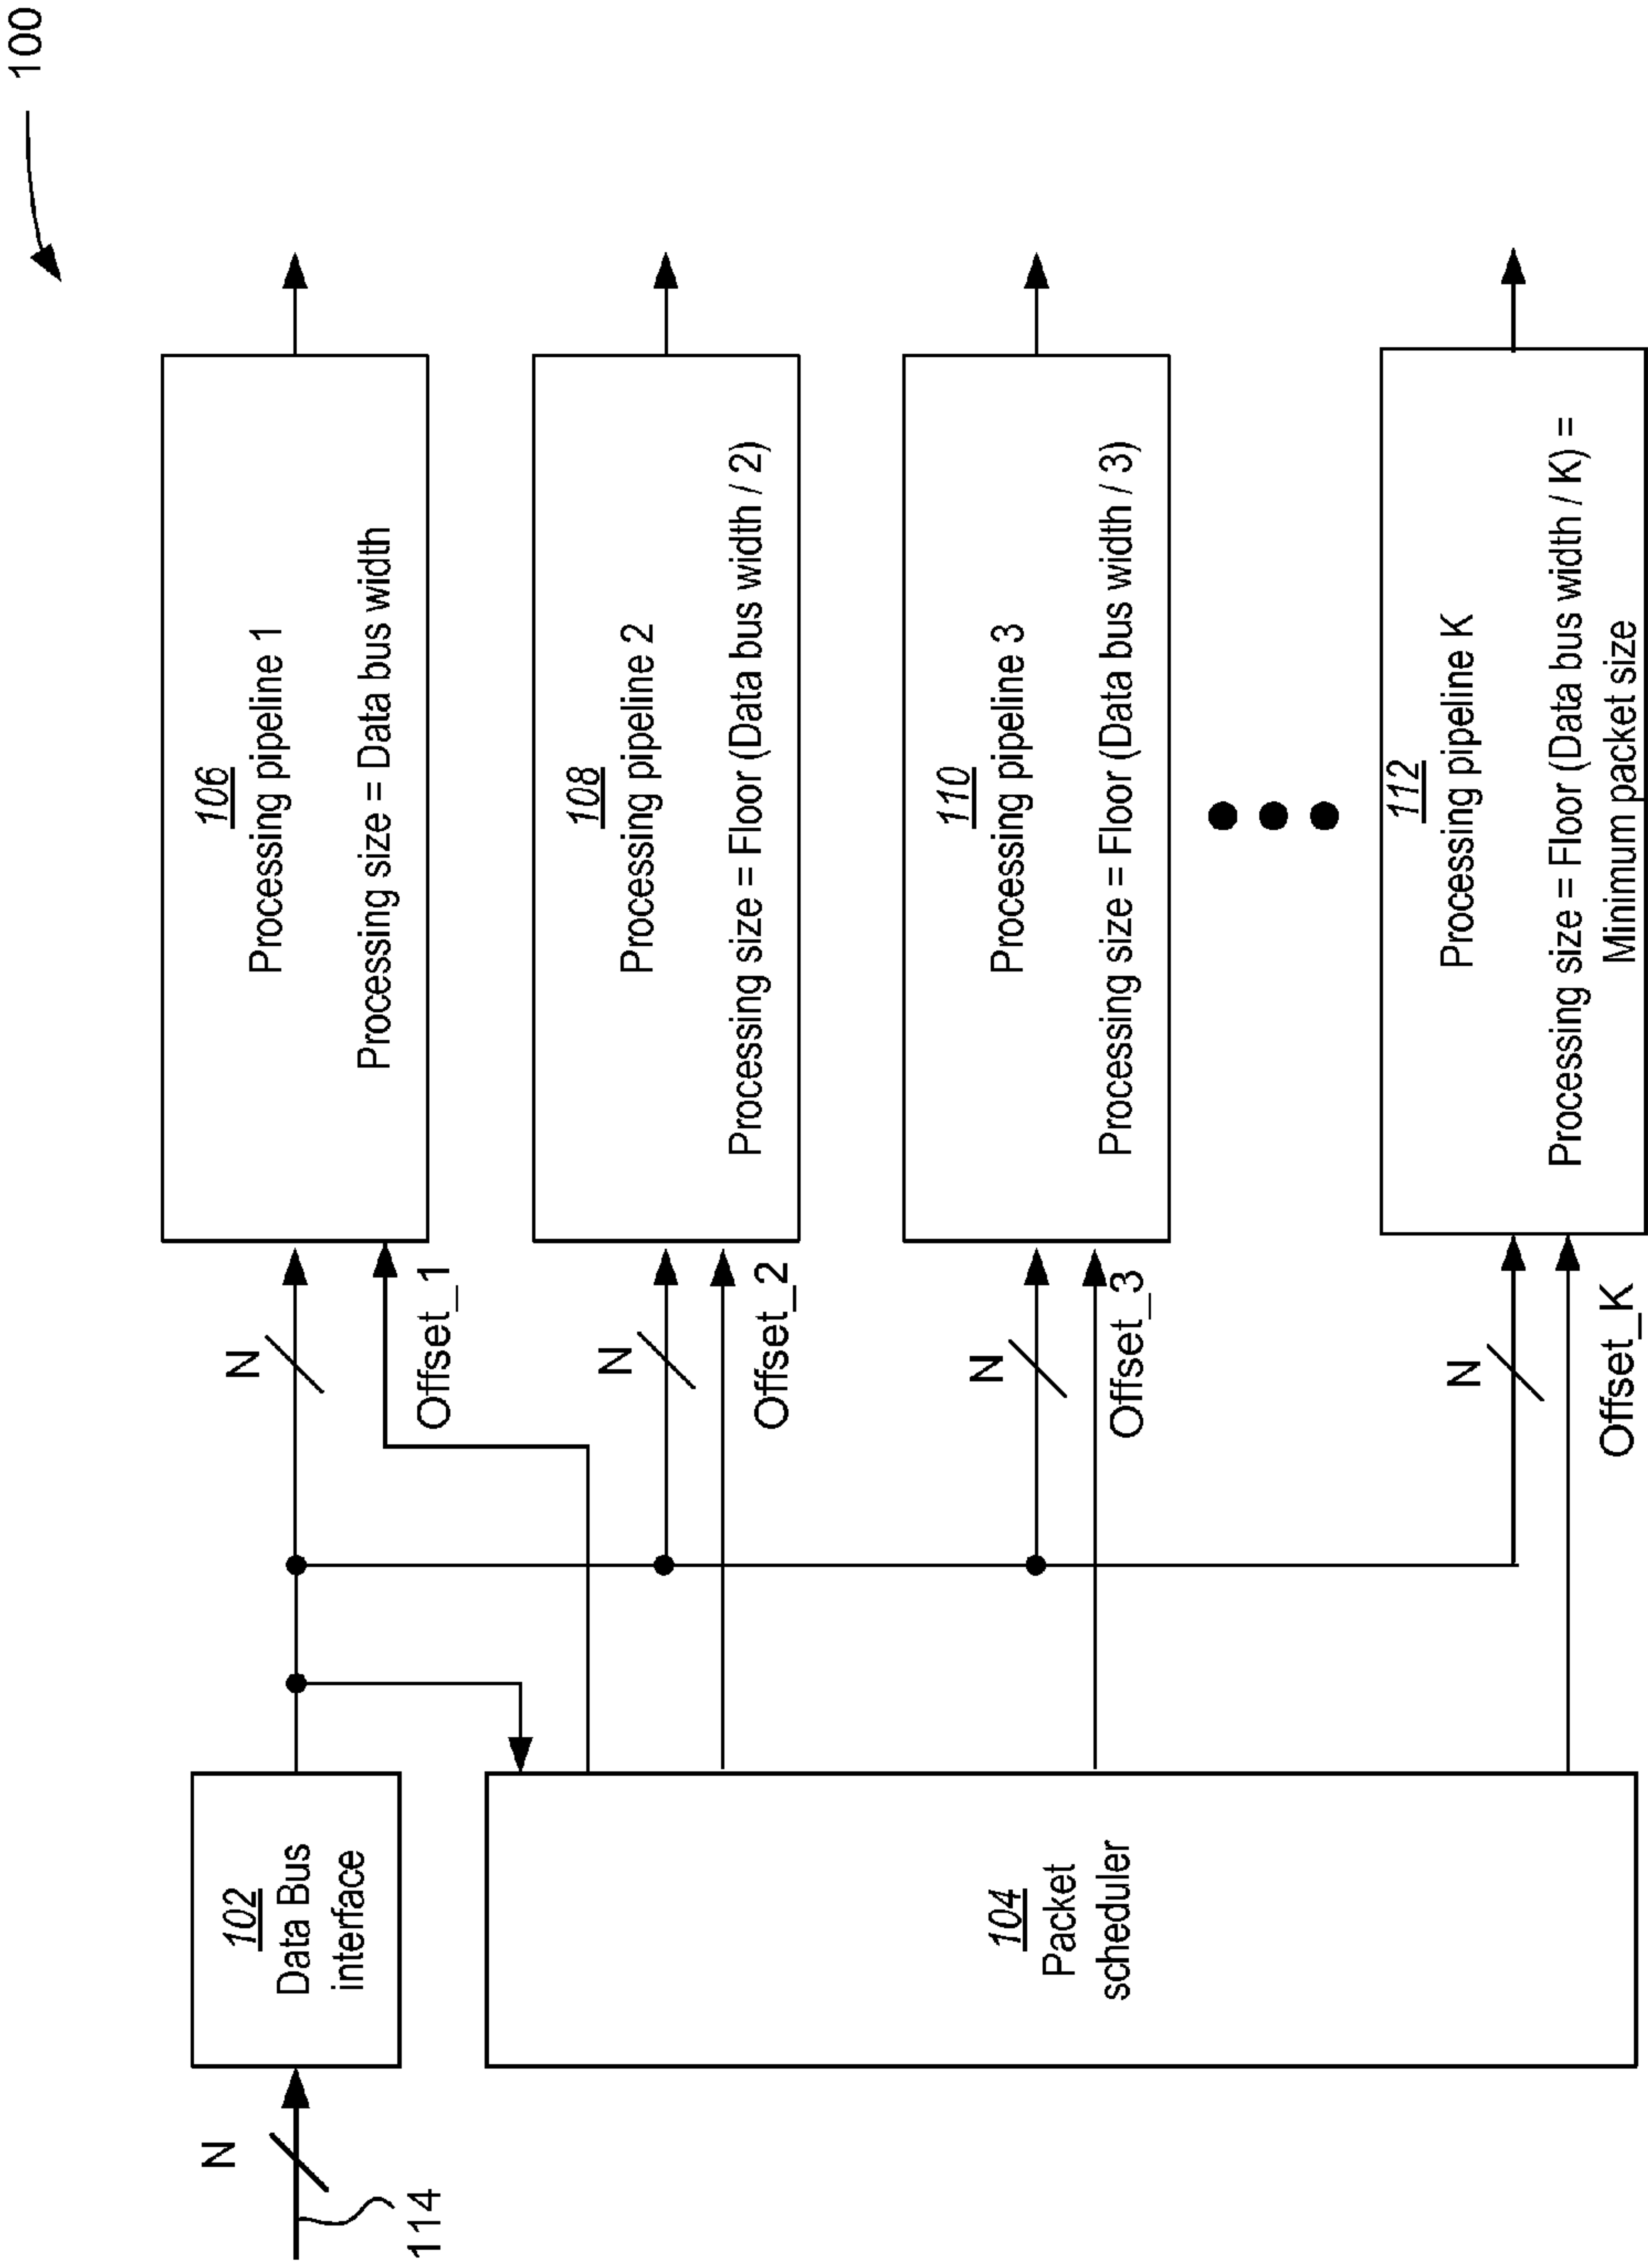 100
N
114
102
Data Bus
interface
104
Packet
scheduler
N
Offset_1
N
Offset_2
N
Offset_3
N
Offset_K
106
Processing pipeline 1
Processing size = Data bus width
108
Processing pipeline 2
Processing size = Floor (Data bus width / 2)
110
Processing pipeline 3
Processing size = Floor (Data bus width / 3)
112
Processing pipeline K
Processing size = Floor (Data bus width / K) =
Minimum packet size